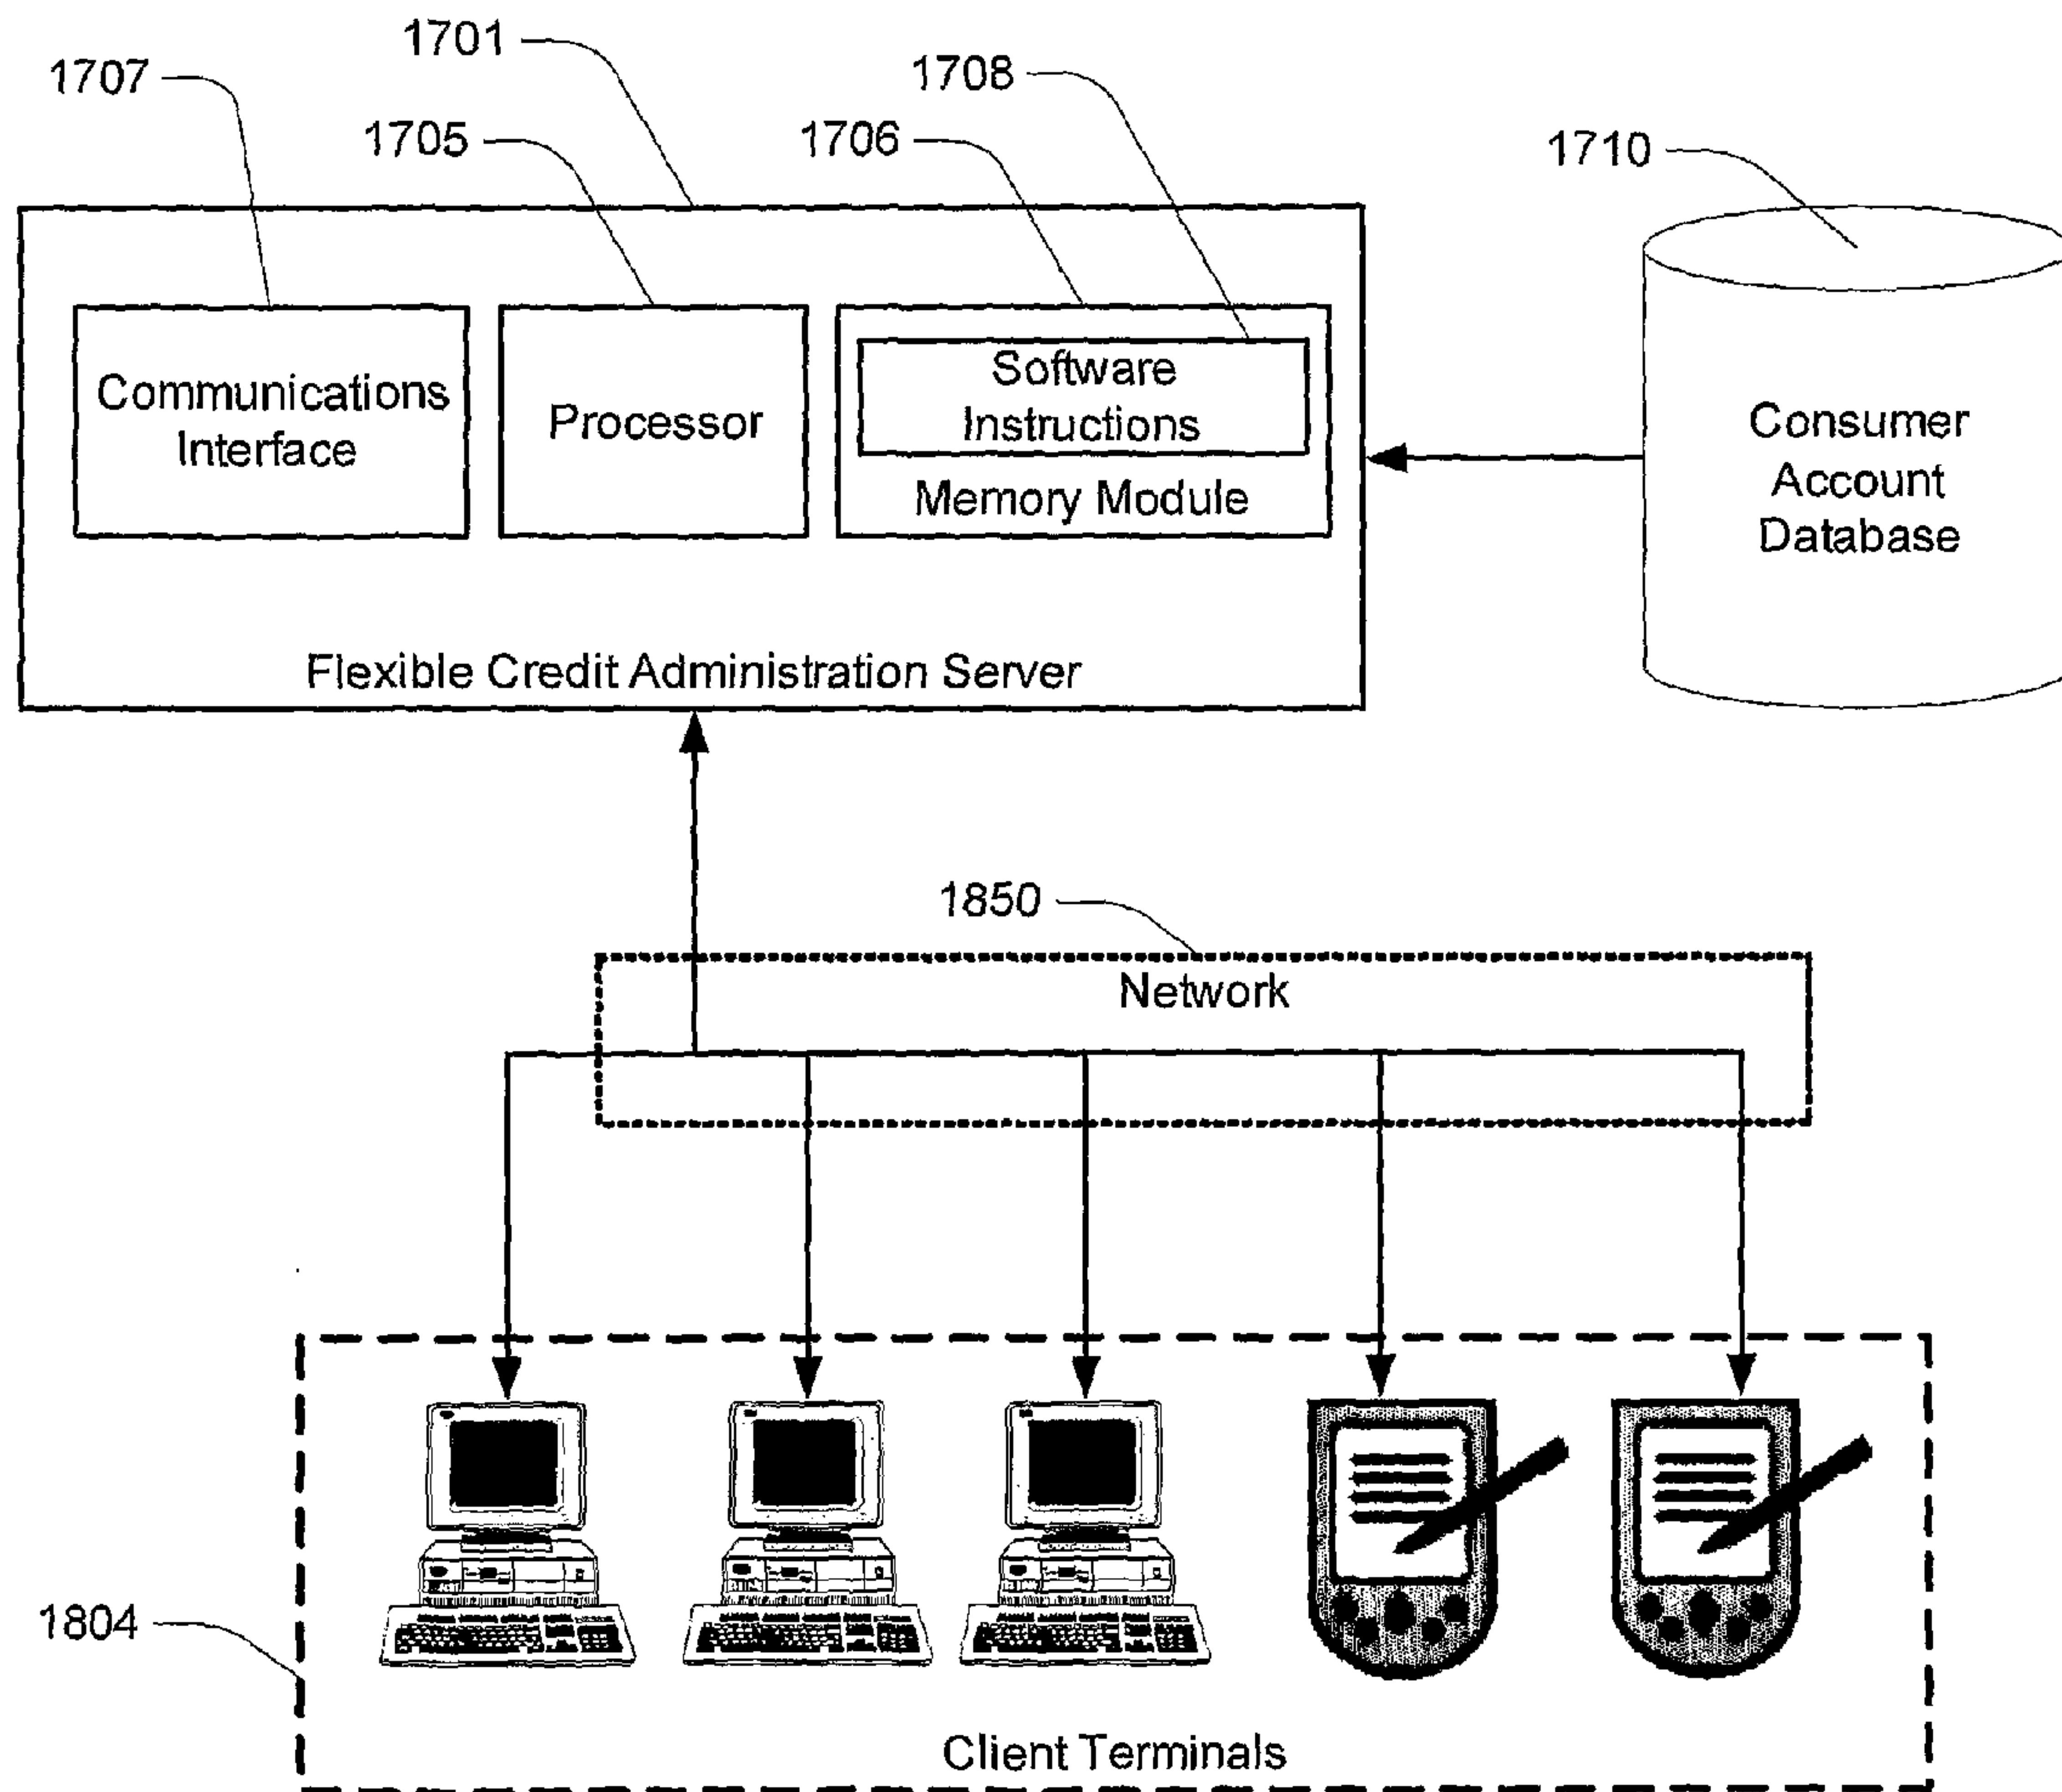 1701
1707
1708
1705
1706
1710
Communications
Interface
Processor
Software
Instructions
Memory Module
Flexible Credit Administration Server
Consumer
Account
Database
1850
Network
1804
Client Terminals